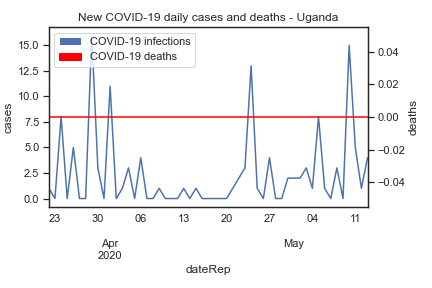 New COVID-19 daily cases and deaths - Uganda
COVID-19 infections
COVID-19 deaths
15.0
12.5
10.0
7.5
5.0
2.5
0.0
cases
0.04
0.02
0.00
−0.02
−0.04
deaths
23 30 06 13 20 27 04 11
Apr May
2020
dateRep